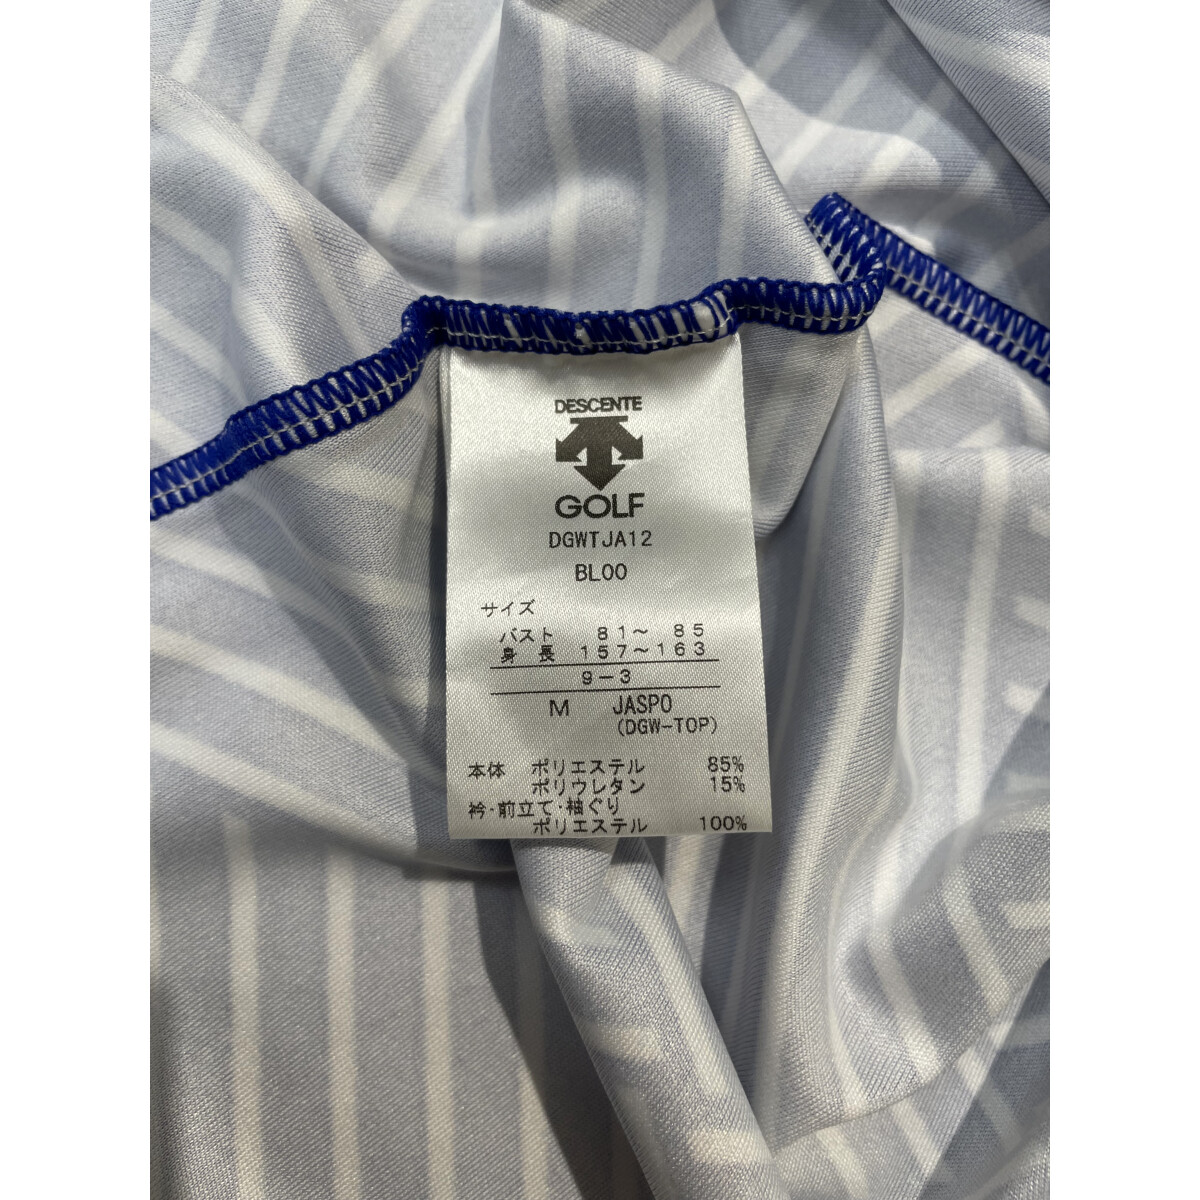 DESCENTE
GOLF
DGWTJA12
BL00
サイズ
バスト 81～ 85
身 長 157～163
9－3
M JASPO
(DGW-TOP)
本体 ポリエステル 85%
ポリウレタン 15%
衿・前立て・袖ぐり
ポリエステル 100%